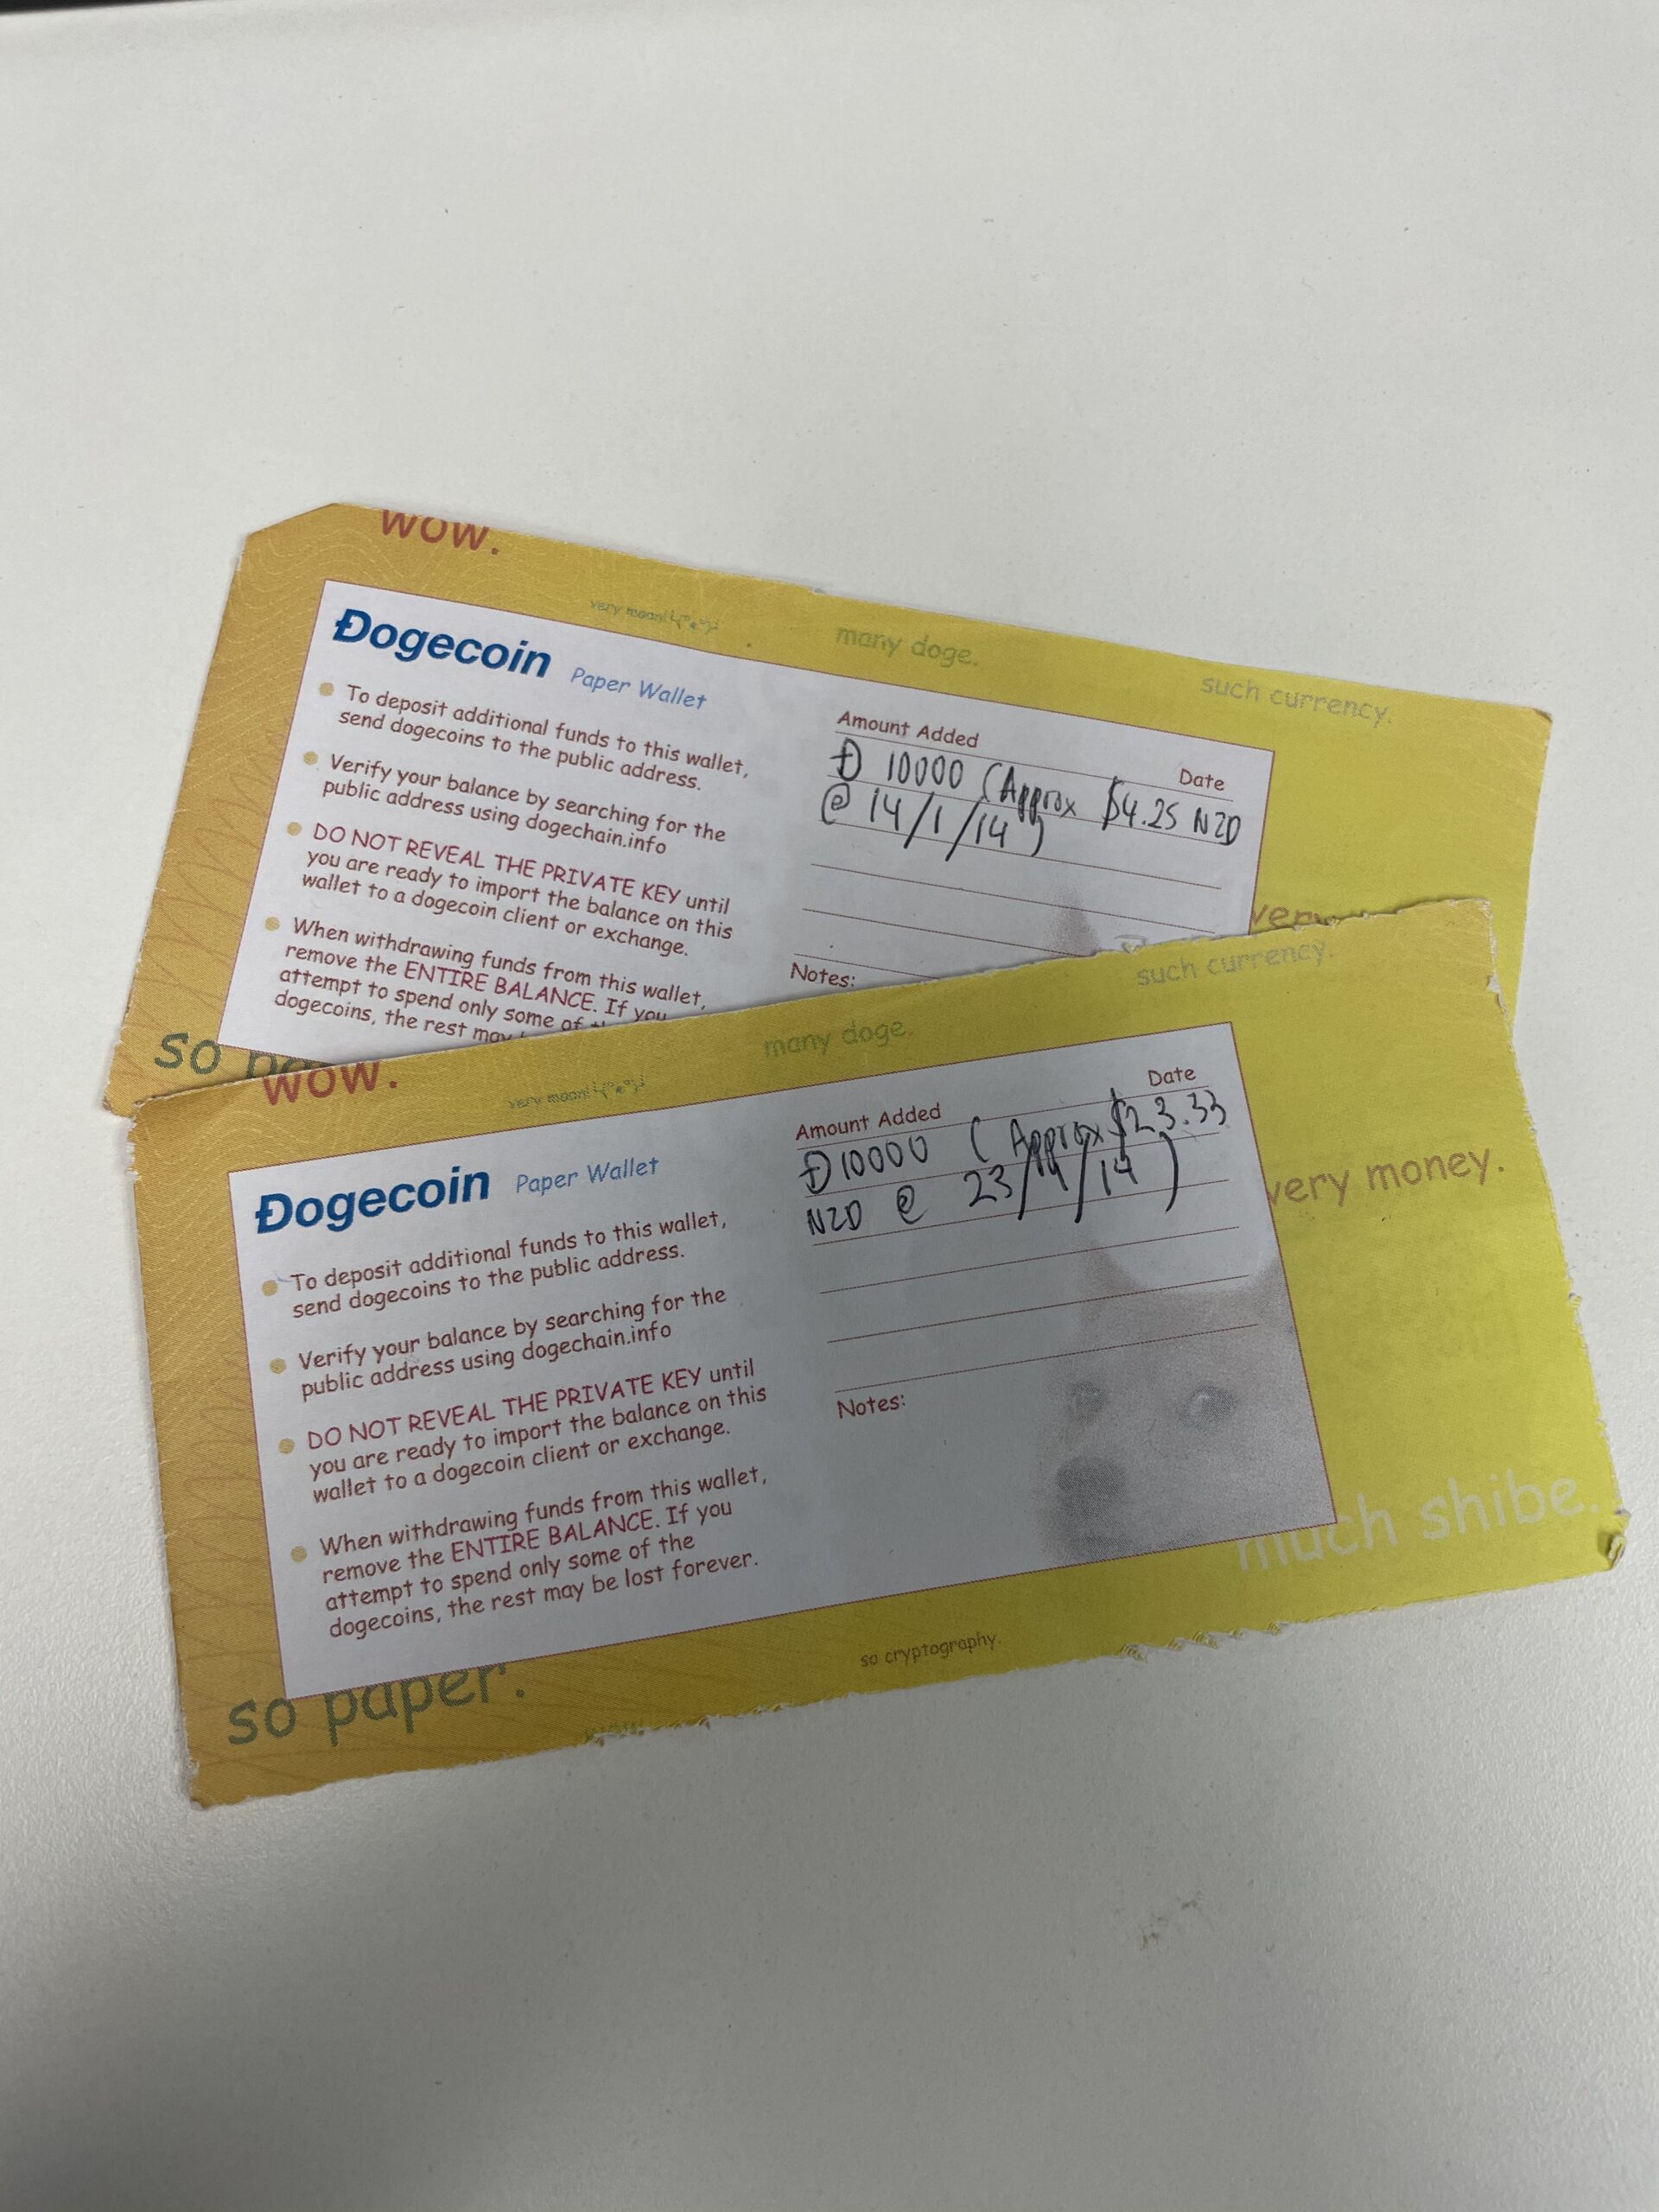 wow.
very moon!
many doge.
such currency.
Ðogecoin Paper Wallet
To deposit additional funds to this wallet,
send dogecoins to the public address.
Verify your balance by searching for the
public address using dogechain.info
DO NOT REVEAL THE PRIVATE KEY until
you are ready to import the balance on this
wallet to a dogecoin client or exchange.
When withdrawing funds from this wallet,
remove the ENTIRE BALANCE. If you
attempt to spend only some of
dogecoins, the rest may
Amount Added
Date
Ð 10000 (Approx $4.25 NZD
@ 14/1/14)
Notes:
very
so
wow.
very moon!
many doge.
such currency.
Ðogecoin Paper Wallet
To deposit additional funds to this wallet,
send dogecoins to the public address.
Verify your balance by searching for the
public address using dogechain.info
DO NOT REVEAL THE PRIVATE KEY until
you are ready to import the balance on this
wallet to a dogecoin client or exchange.
When withdrawing funds from this wallet,
remove the ENTIRE BALANCE. If you
attempt to spend only some of the
dogecoins, the rest may be lost forever.
Amount Added
Date
Ð10000 ( Approx $23.33
NZD @ 23/4/14 )
Notes:
very money.
much shibe.
so cryptography.
so paper.
wow.